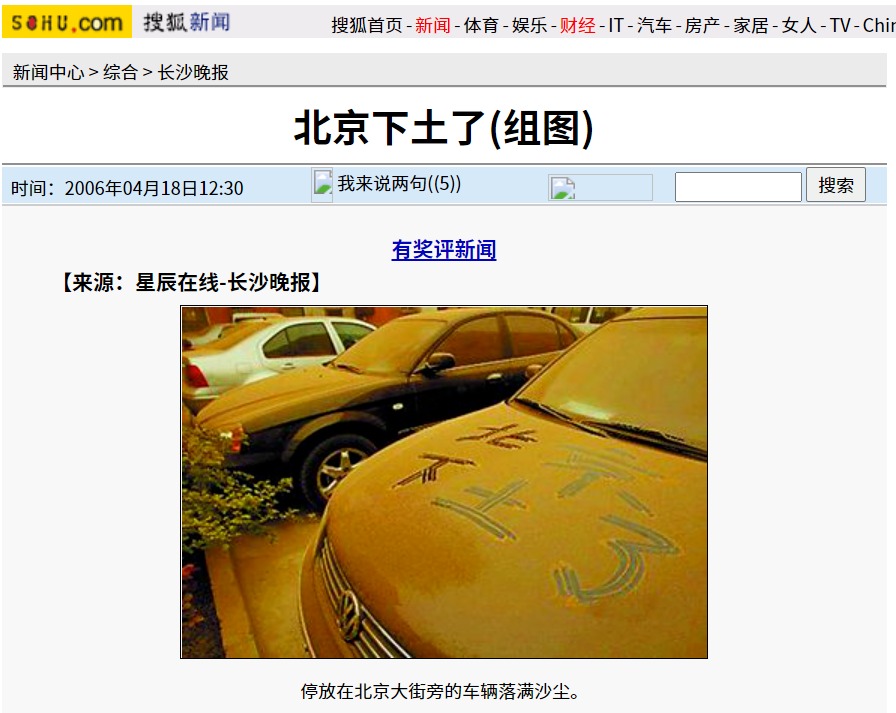 SOHU.com 搜狐新闻 搜狐首页 - 新闻 - 体育 - 娱乐 - 财经 - IT - 汽车 - 房产 - 家居 - 女人 - TV - Chin
新闻中心 > 综合 > 长沙晚报
北京下土了(组图)
时间：2006年04月18日12:30 我来说两句((5)) 搜索
有奖评新闻
【来源：星辰在线-长沙晚报】
北京
下土了
停放在北京大街旁的车辆落满沙尘。